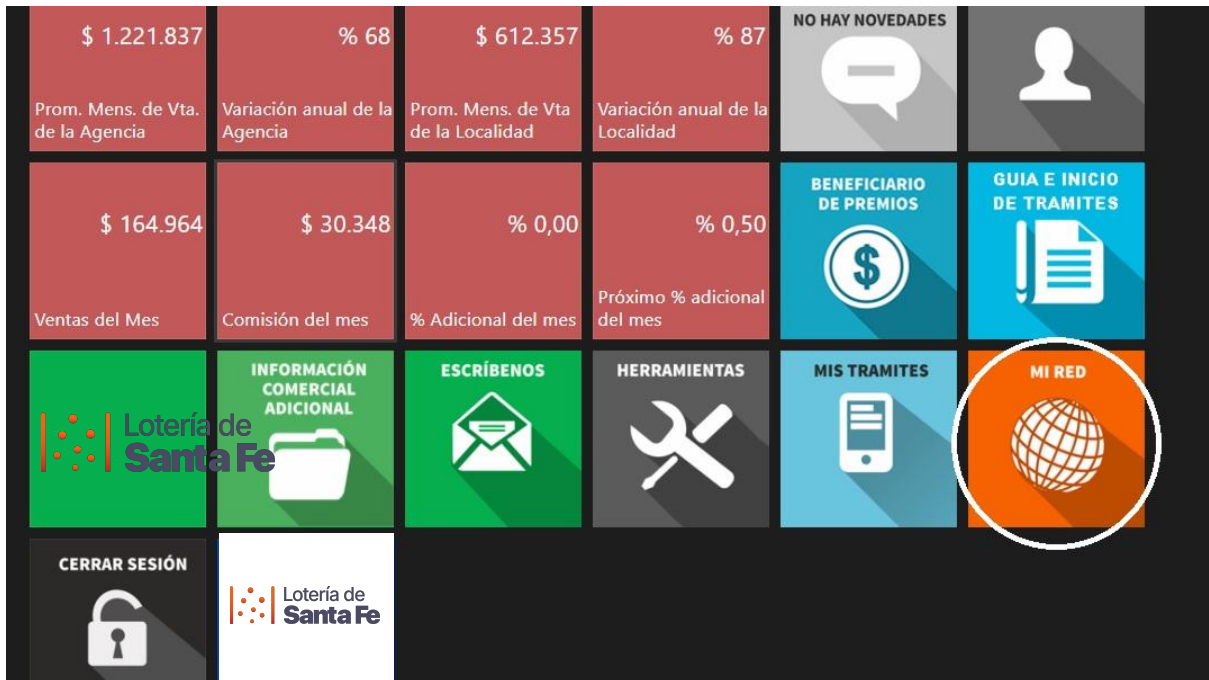 $ 1.221.837
Prom. Mens. de Vta.
de la Agencia
% 68
Variación anual de la
Agencia
$ 612.357
Prom. Mens. de Vta
de la Localidad
% 87
Variación anual de la
Localidad
NO HAY NOVEDADES
$ 164.964
Ventas del Mes
$ 30.348
Comisión del mes
% 0,00
% Adicional del mes
% 0,50
Próximo % adicional
del mes
BENEFICIARIO
DE PREMIOS
$
GUIA E INICIO
DE TRAMITES
Lotería de
Santa Fe
INFORMACIÓN
COMERCIAL
ADICIONAL
ESCRÍBENOS
HERRAMIENTAS
MIS TRAMITES
MI RED
CERRAR SESIÓN
Lotería de
Santa Fe